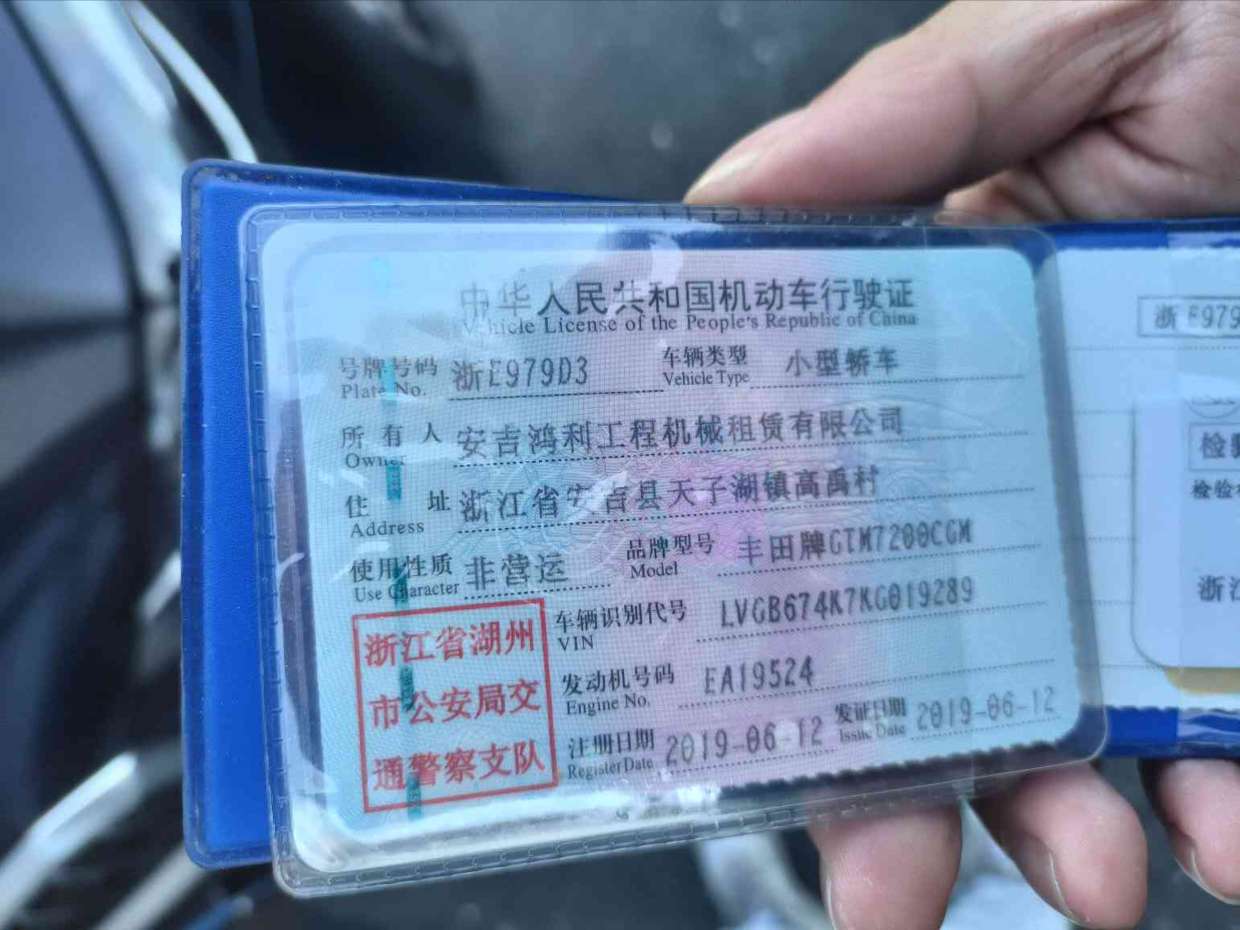 中华人民共和国机动车行驶证
Vehicle License of the People's Republic of China
号牌号码 浙E979D3 车辆类型 小型轿车
Plate No. Vehicle Type
所有人 安吉鸿利工程机械租赁有限公司
Owner
住址 浙江省安吉县天子湖镇高禹村
Address
使用性质 非营运 品牌型号 丰田牌GTM7200CGM
Use Character Model
车辆识别代号 LVGB674K7KG019289
VIN
发动机号码 EA19524
Engine No.
注册日期 2019-06-12 发证日期 2019-06-12
Register Date Issue Date
浙江省湖州
市公安局交
通警察支队
浙E979
检验
检验
浙江